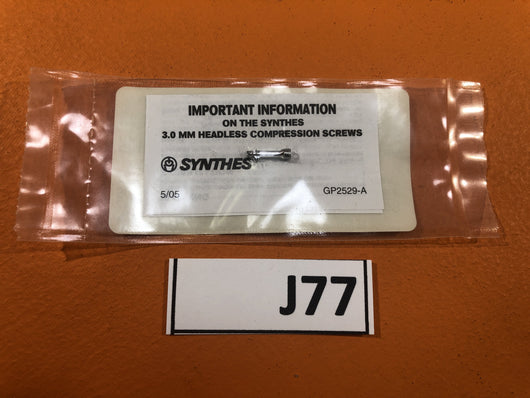 IMPORTANT INFORMATION
ON THE SYNTHES
3.0 MM HEADLESS COMPRESSION SCREWS
SYNTHES
5/05
GP2529-A
J77